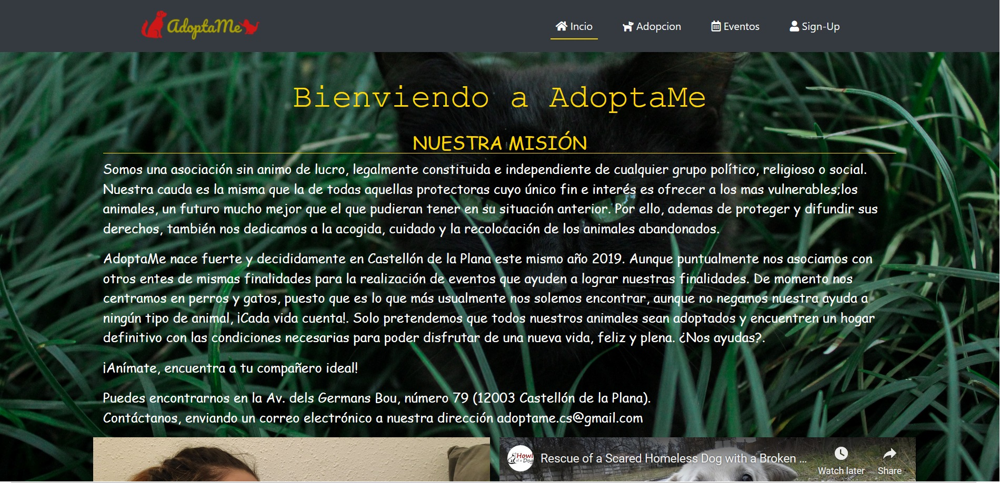 AdoptaMe
Incio
Adopcion
Eventos
Sign-Up
Bienviendo a AdoptaMe
NUESTRA MISIÓN
Somos una asociación sin animo de lucro, legalmente constituida e independiente de cualquier grupo político, religioso o social.
Nuestra cauda es la misma que la de todas aquellas protectoras cuyo único fin e interés es ofrecer a los mas vulnerables;los
animales, un futuro mucho mejor que el que pudieran tener en su situación anterior. Por ello, ademas de proteger y difundir sus
derechos, también nos dedicamos a la acogida, cuidado y la recolocación de los animales abandonados.
AdoptaMe nace fuerte y decididamente en Castellón de la Plana este mismo año 2019. Aunque puntualmente nos asociamos con
otros entes de mismas finalidades para la realización de eventos que ayuden a lograr nuestras finalidades. De momento nos
centramos en perros y gatos, puesto que es lo que más usualmente nos solemos encontrar, aunque no negamos nuestra ayuda a
ningún tipo de animal, ¡Cada vida cuenta!. Solo pretendemos que todos nuestros animales sean adoptados y encuentren un hogar
definitivo con las condiciones necesarias para poder disfrutar de una nueva vida, feliz y plena. ¿Nos ayudas?.
¡Anímate, encuentra a tu compañero ideal!
Puedes encontrarnos en la Av. dels Germans Bou, número 79 (12003 Castellón de la Plana).
Contáctanos, enviando un correo electrónico a nuestra dirección adoptame.cs@gmail.com
Howl
of a Dog
Rescue of a Scared Homeless Dog with a Broken ...
Watch later
Share